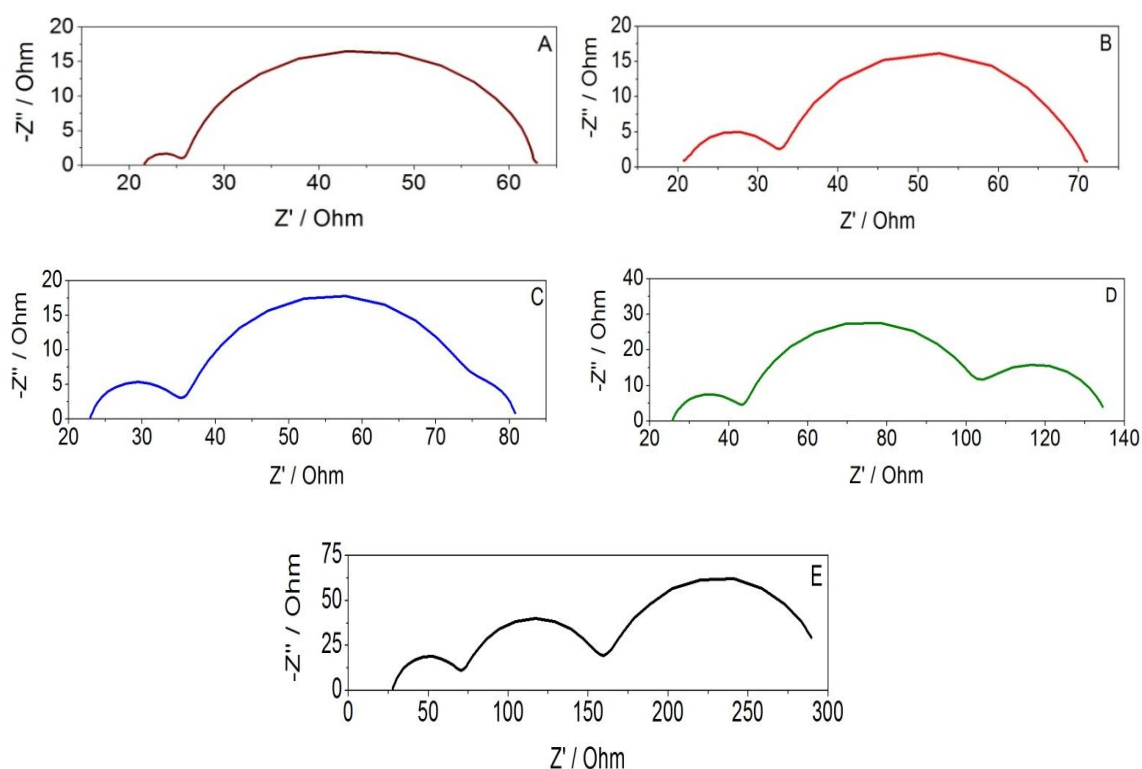 A
-Z" / Ohm
20
15
10
5
0
20 30 40 50 60
Z' / Ohm
B
-Z" / Ohm
20
15
10
5
0
20 30 40 50 60 70
Z' / Ohm
C
-Z" / Ohm
20
15
10
5
0
20 30 40 50 60 70 80
Z' / Ohm
D
-Z" / Ohm
40
30
20
10
0
20 40 60 80 100 120 140
Z' / Ohm
E
-Z" / Ohm
75
50
25
0
0 50 100 150 200 250 300
Z' / Ohm